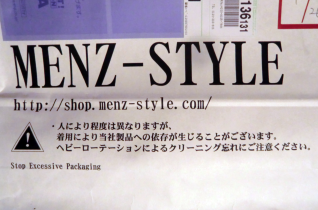 136131
MENZ-STYLE
http://shop.menz-style.com/
・人により程度は異なりますが、
着用により当社製品への依存が生じることがございます。
ヘビーローテーションによるクリーニング忘れにご注意ください。
Stop Excessive Packaging